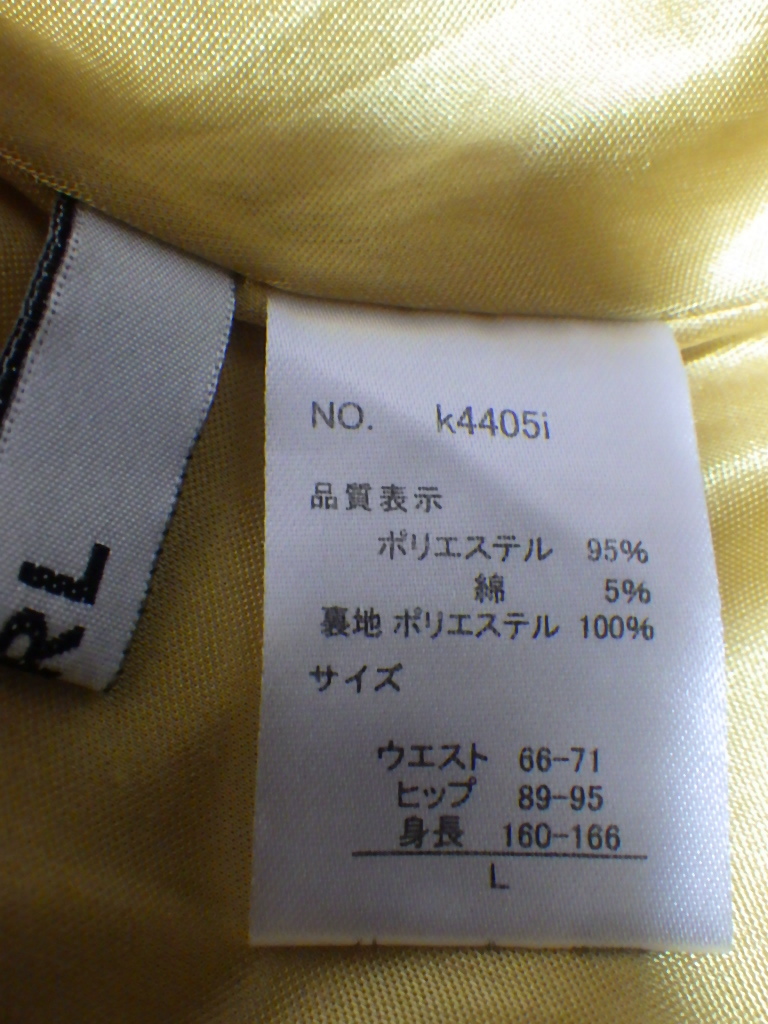 RL
NO. k4405i
品質表示
ポリエステル 95%
綿 5%
裏地 ポリエステル 100%
サイズ
ウエスト 66-71
ヒップ 89-95
身長 160-166
L